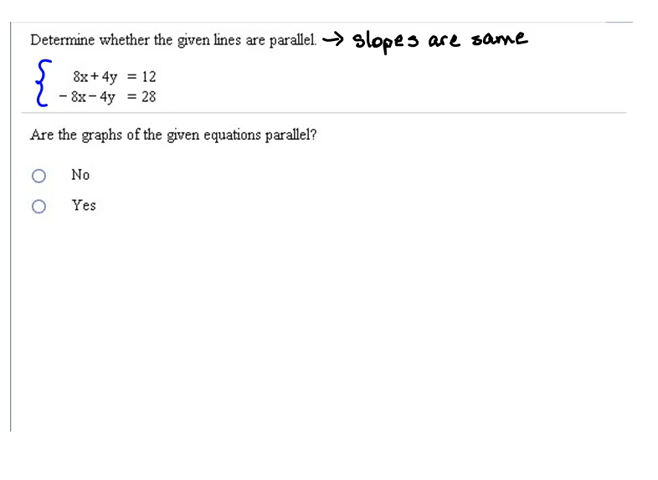 Determine whether the given lines are parallel. → slopes are same
8x + 4y = 12
- 8x - 4y = 28
Are the graphs of the given equations parallel?
No
Yes